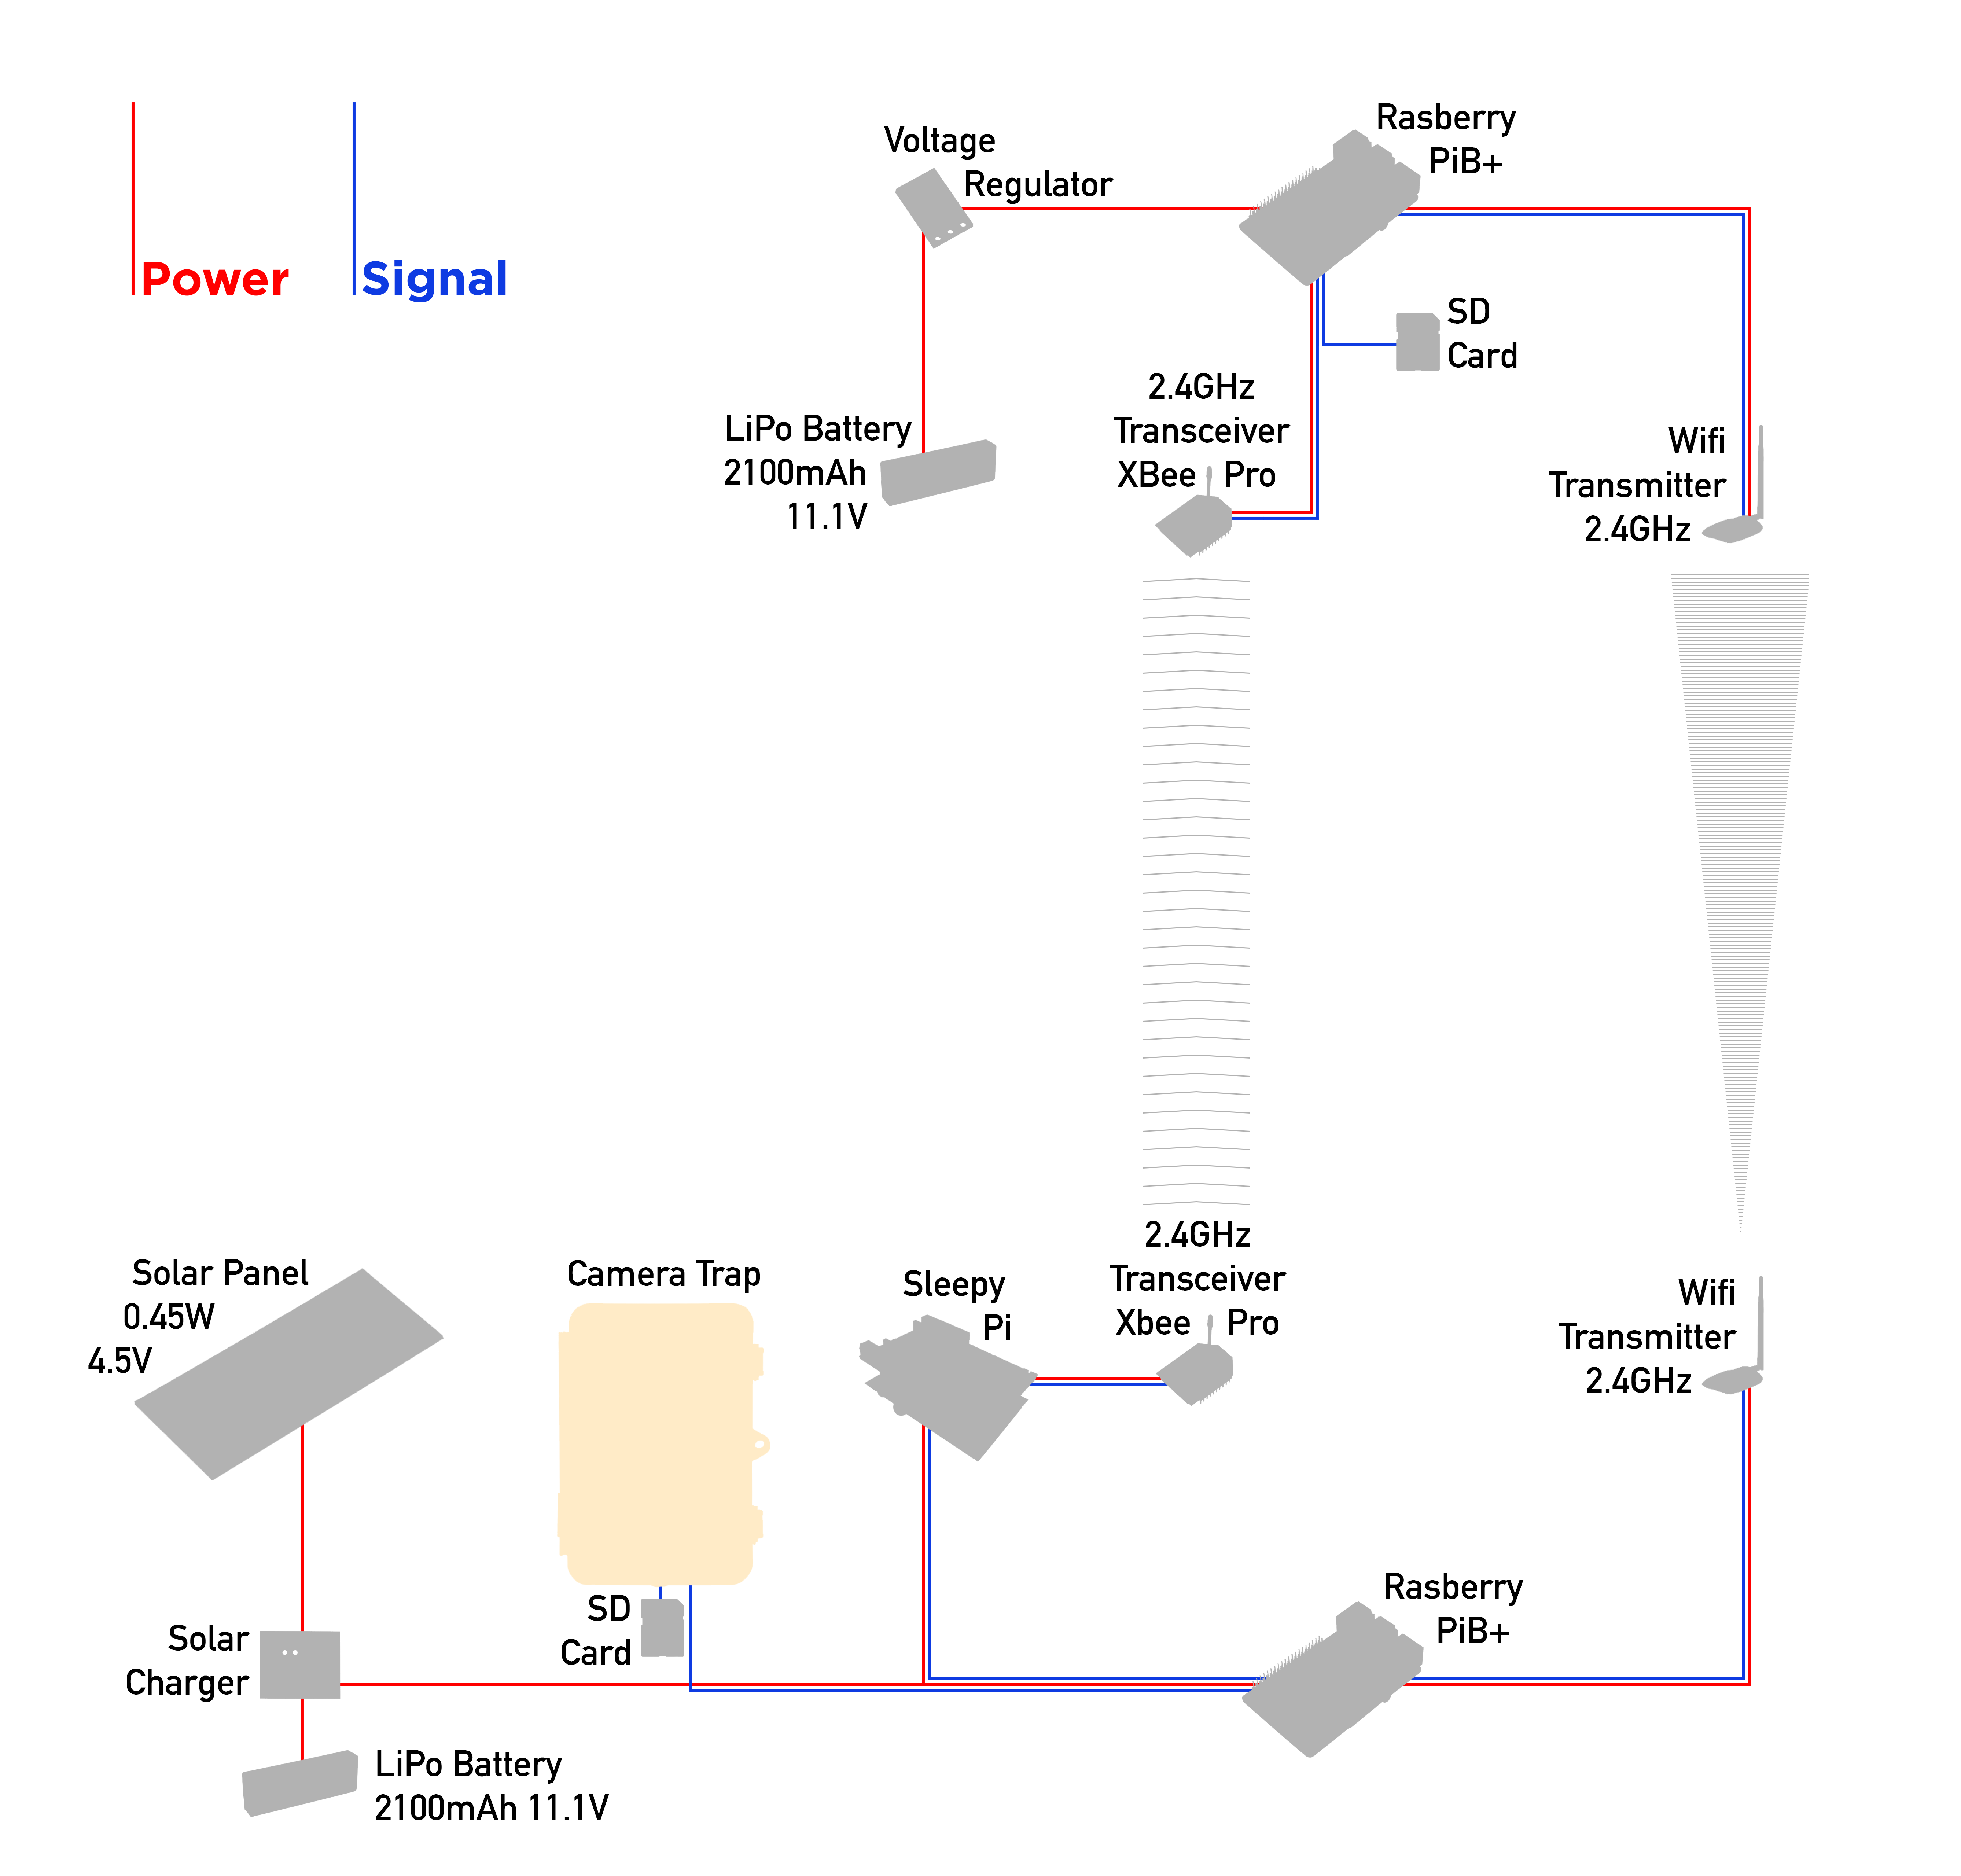 Power
Signal
Voltage
Regulator
Rasberry
PiB+
SD
Card
2.4GHz
Transceiver
XBee Pro
LiPo Battery
2100mAh
11.1V
Wifi
Transmitter
2.4GHz
Solar Panel
0.45W
4.5V
Camera Trap
Sleepy
Pi
2.4GHz
Transceiver
Xbee Pro
Wifi
Transmitter
2.4GHz
SD
Card
Solar
Charger
Rasberry
PiB+
LiPo Battery
2100mAh 11.1V